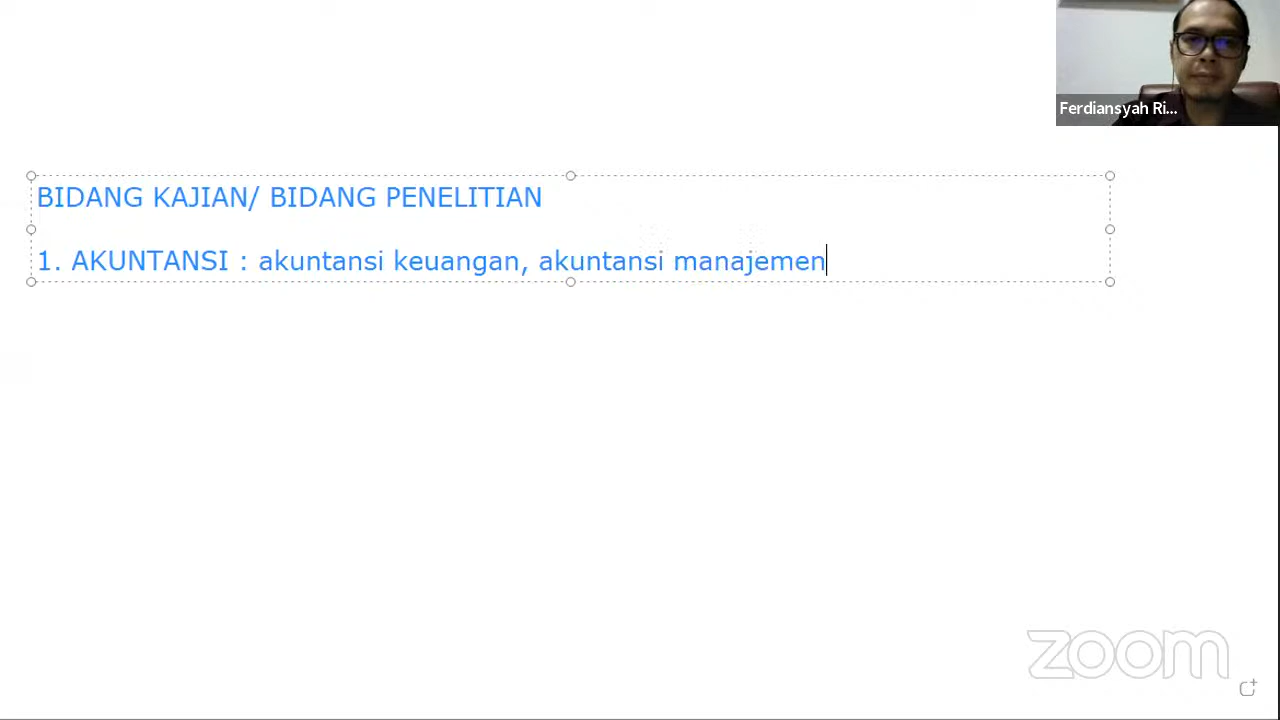 Ferdiansyah Ri...
BIDANG KAJIAN/ BIDANG PENELITIAN
1. AKUNTANSI : akuntansi keuangan, akuntansi manajemen
zoom